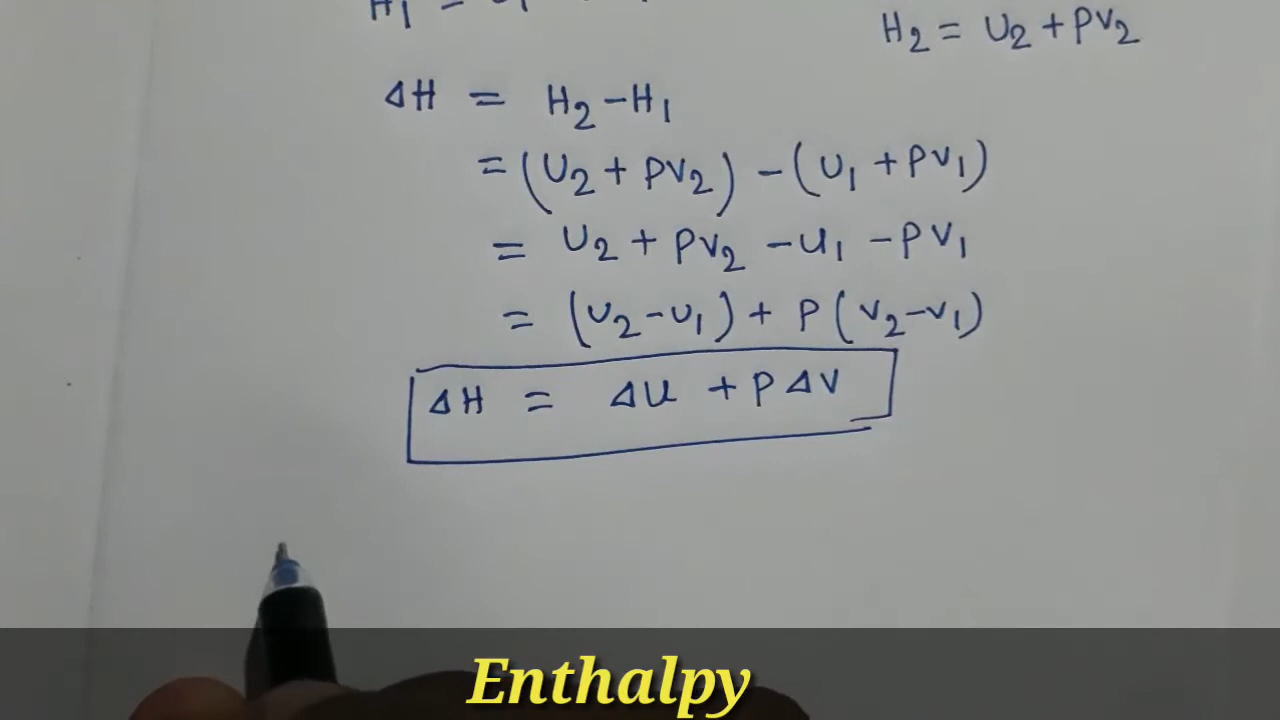 H₁ =
H₂ = U₂ + PV₂
ΔH = H₂ - H₁
= (U₂ + PV₂) - (U₁ + PV₁)
= U₂ + PV₂ - U₁ - PV₁
= (U₂ - U₁) + P (V₂ - V₁)
ΔH = ΔU + PΔV
Enthalpy